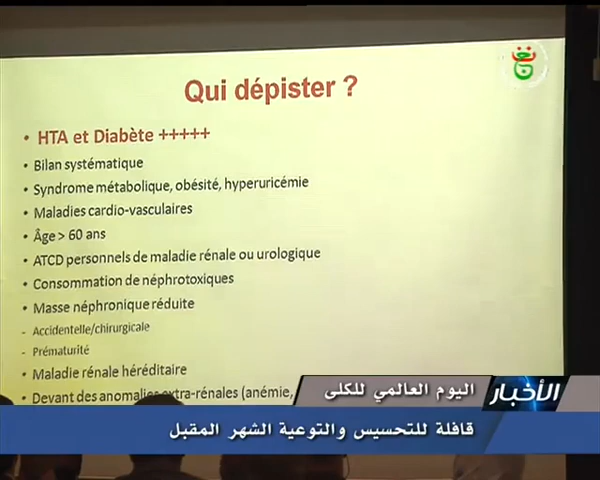 Qui dépister ?
• HTA et Diabète +++++
• Bilan systématique
• Syndrome métabolique, obésité, hyperuricémie
• Maladies cardio-vasculaires
• Âge > 60 ans
• ATCD personnels de maladie rénale ou urologique
• Consommation de néphrotoxiques
• Masse néphronique réduite
- Accidentelle/chirurgicale
- Prématurité
• Maladie rénale héréditaire
• Devant des anomalies extra-rénales (anémie,
الأخبار
اليوم العالمي للكلى
قافلة للتحسيس والتوعية الشهر المقبل